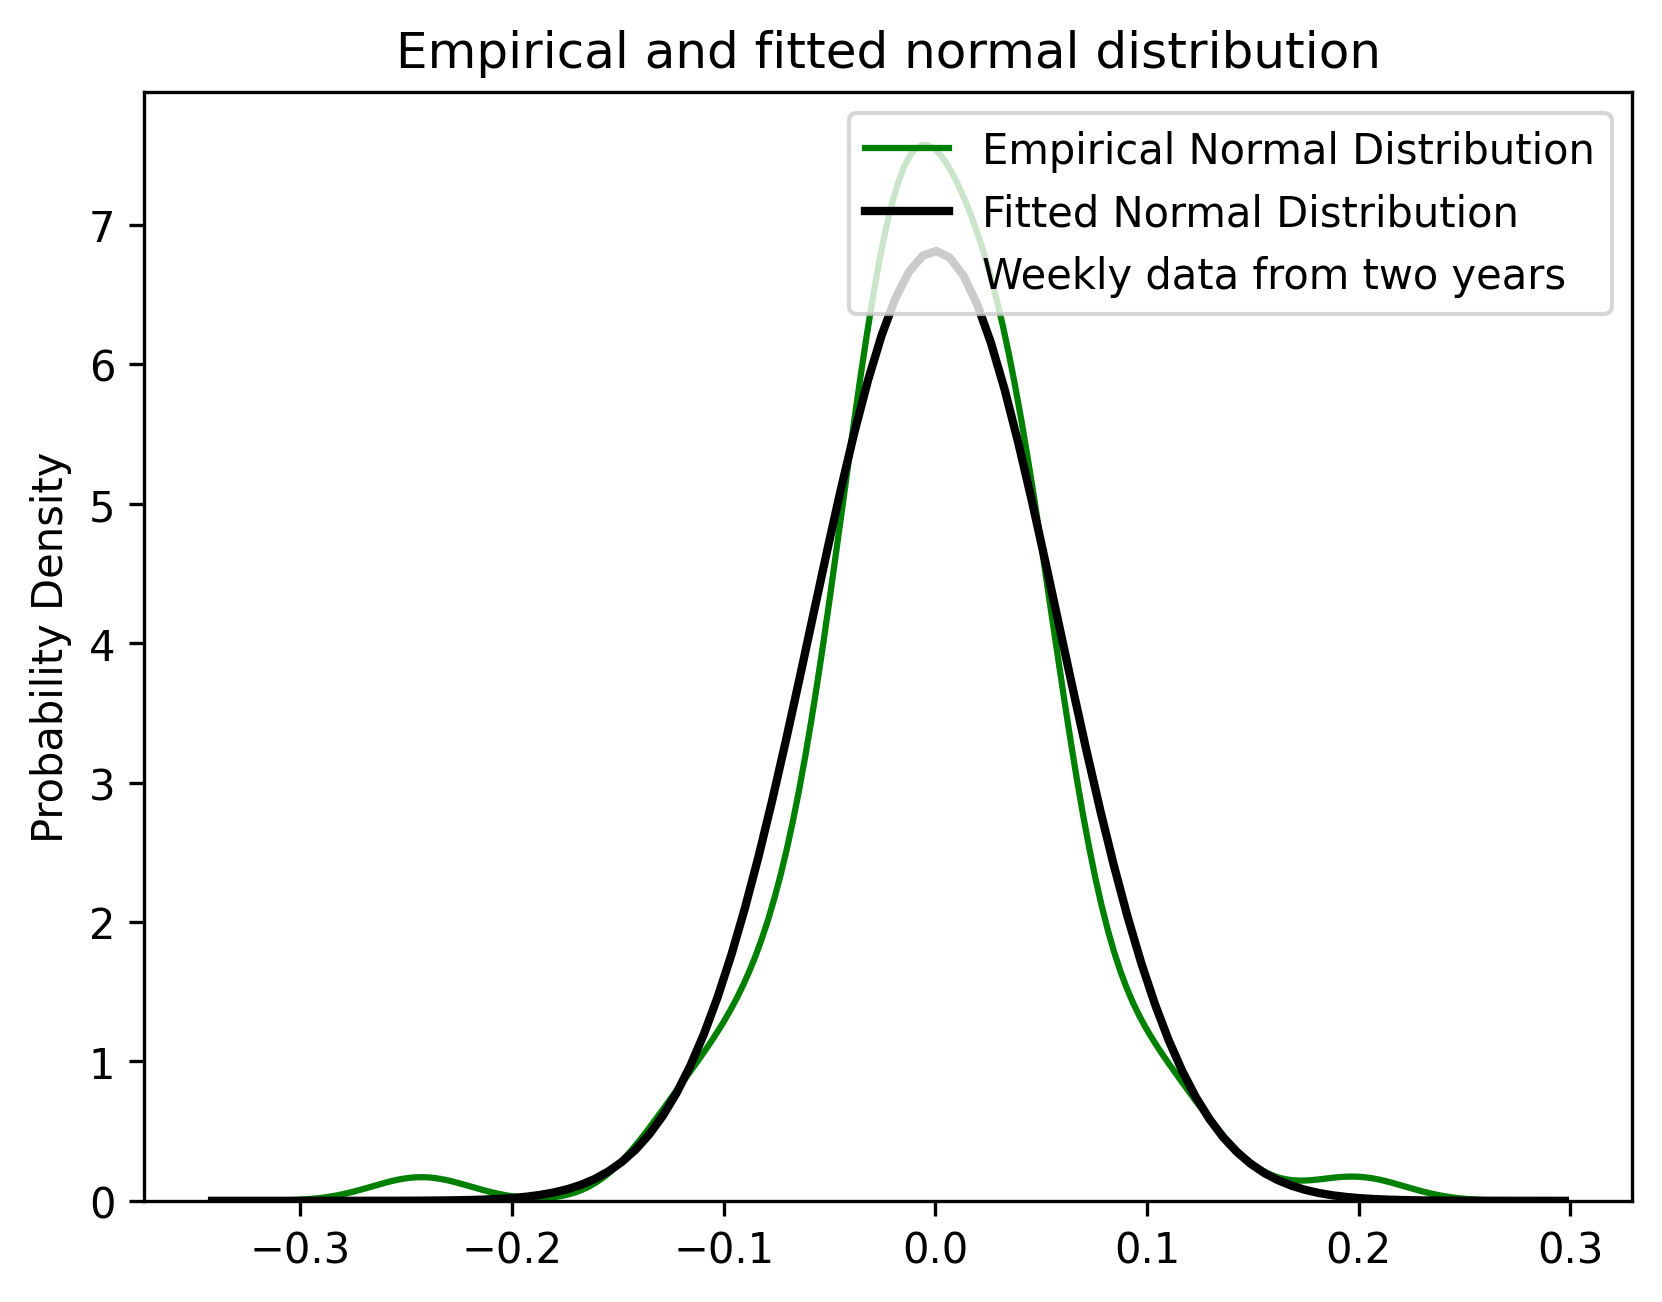 Empirical and fitted normal distribution
Empirical Normal Distribution
Fitted Normal Distribution
Weekly data from two years
Probability Density
7
6
5
4
3
2
1
0
−0.3 −0.2 −0.1 0.0 0.1 0.2 0.3